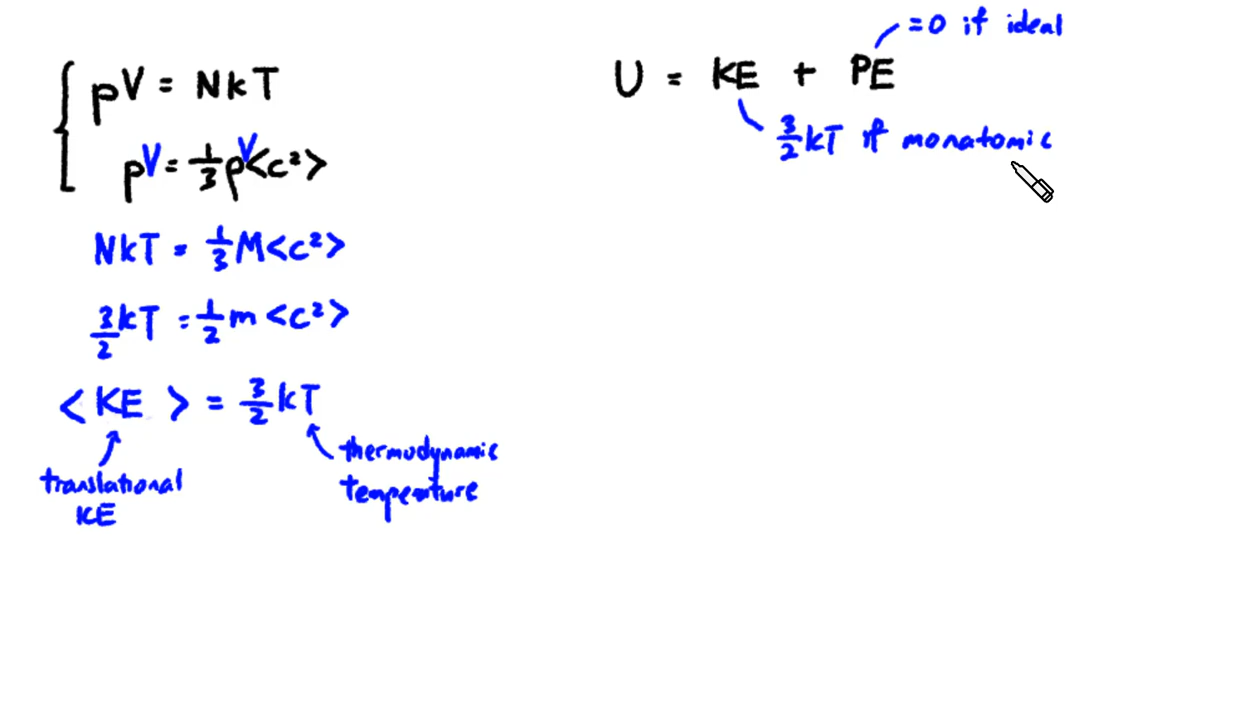 pV = NkT
pV = 1/3 ρV<c²>
NkT = 1/3 M<c²>
3/2 kT = 1/2 m<c²>
<KE> = 3/2 kT
translational
KE
thermodynamic
temperature
= 0 if ideal
U = KE + PE
3/2 kT if monatomic